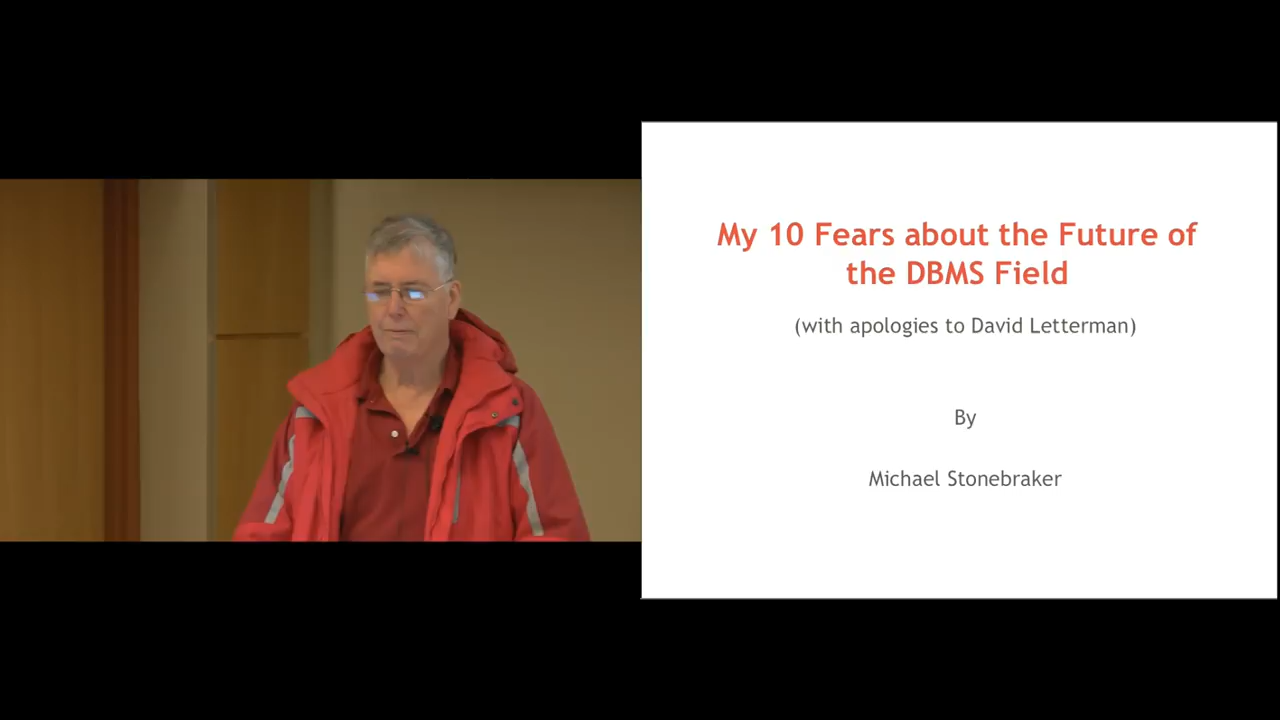 My 10 Fears about the Future of
the DBMS Field
(with apologies to David Letterman)
By
Michael Stonebraker